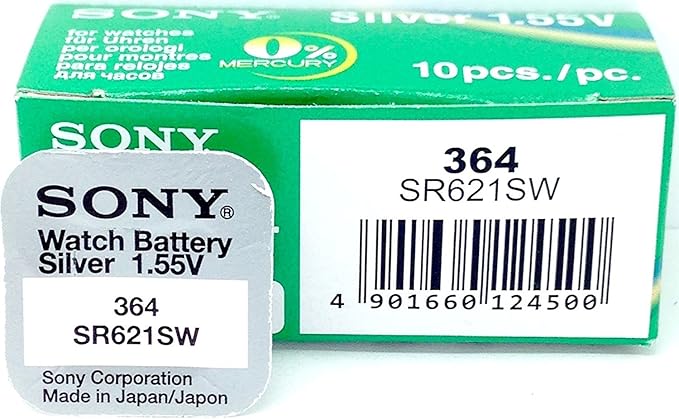 SONY
Silver 1.55V
for watches
für Uhren
per orologi
pour montres
para relojes
для часов
0%
MERCURY
10pcs./pc.
SONY
364
SR621SW
4 901660 124500
SONY®
Watch Battery
Silver 1.55V
364
SR621SW
Sony Corporation
Made in Japan/Japon